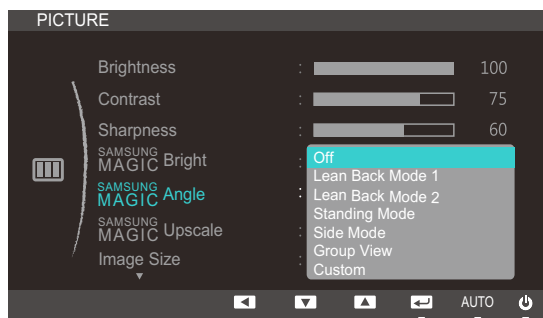 PICTURE
Brightness : 100
Contrast : 75
Sharpness : 60
SAMSUNG MAGIC Bright :
SAMSUNG MAGIC Angle :
SAMSUNG MAGIC Upscale :
Image Size :
Off
Lean Back Mode 1
Lean Back Mode 2
Standing Mode
Side Mode
Group View
Custom
AUTO